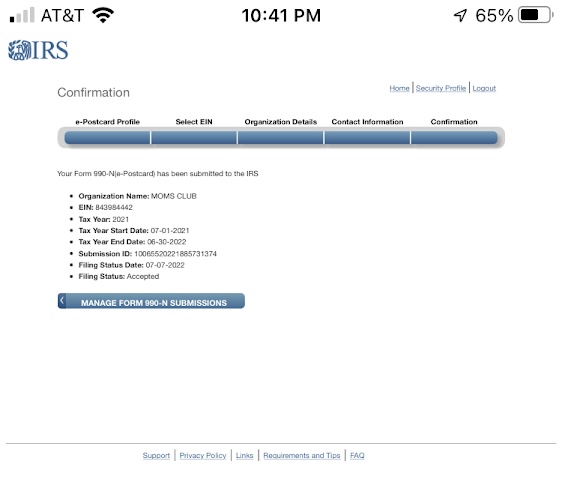 AT&T 10:41 PM 65%
IRS
Confirmation
Home | Security Profile | Logout
e-Postcard Profile Select EIN Organization Details Contact Information Confirmation
Your Form 990-N(e-Postcard) has been submitted to the IRS
• Organization Name: MOMS CLUB
• EIN: 843984442
• Tax Year: 2021
• Tax Year Start Date: 07-01-2021
• Tax Year End Date: 06-30-2022
• Submission ID: 10065520221885731374
• Filing Status Date: 07-07-2022
• Filing Status: Accepted
MANAGE FORM 990-N SUBMISSIONS
Support | Privacy Policy | Links | Requirements and Tips | FAQ